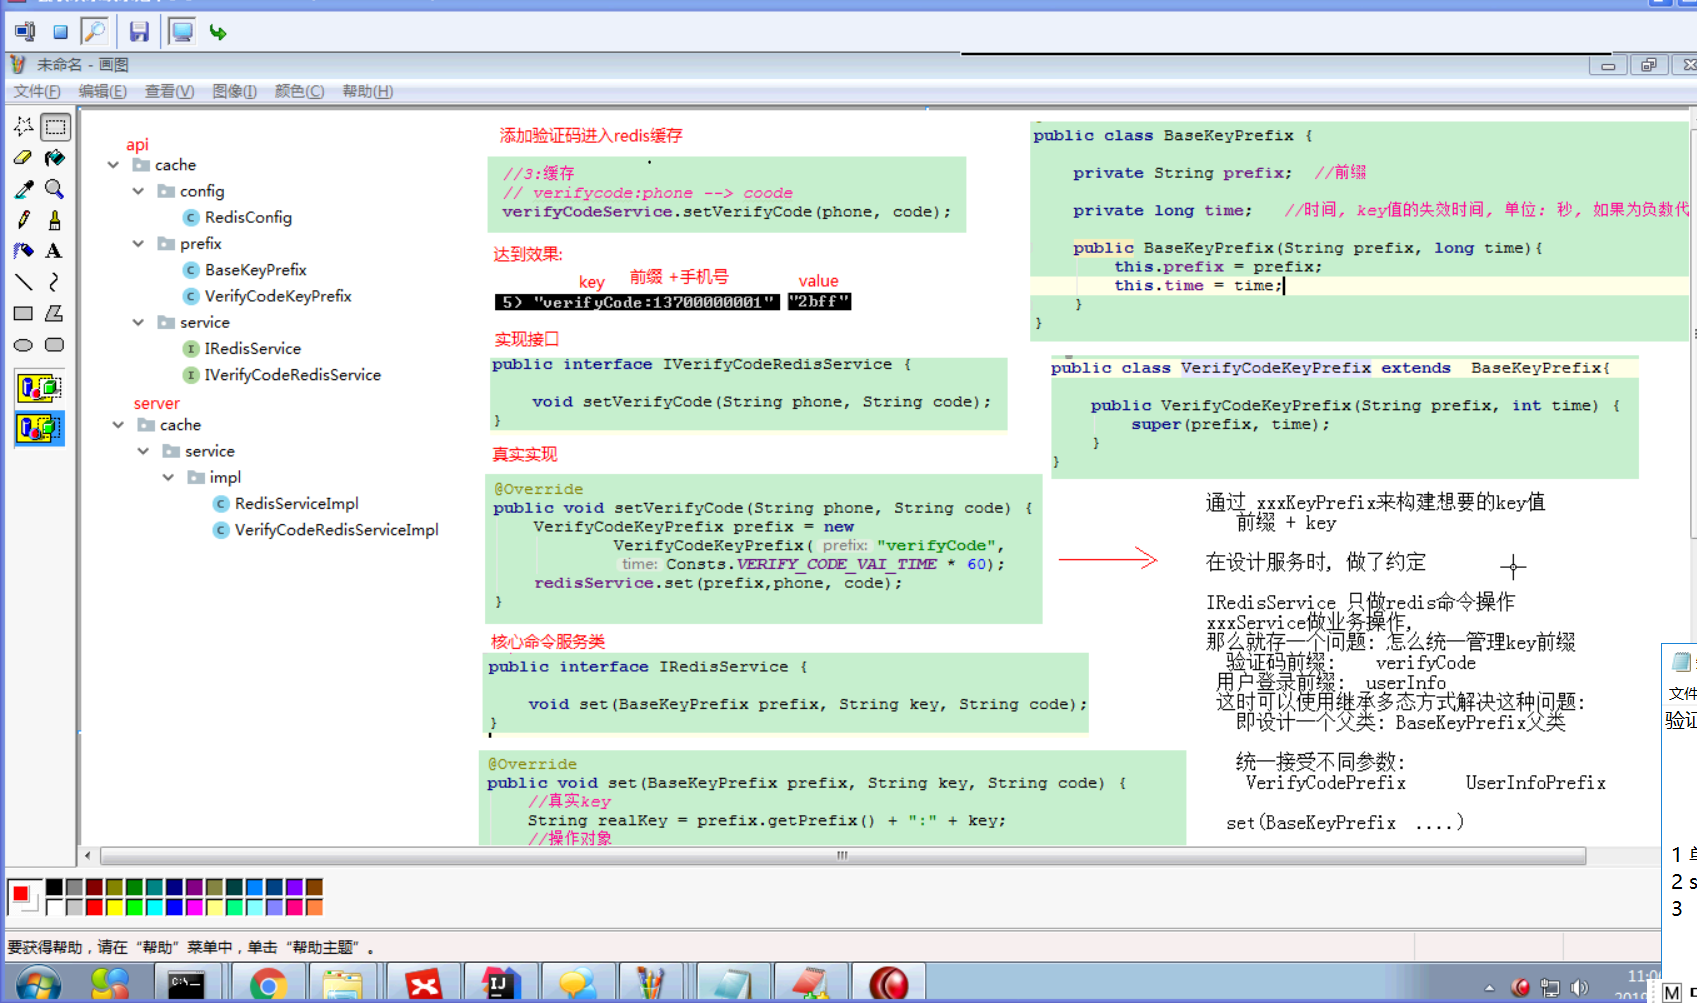 未命名 - 画图
文件(F) 编辑(E) 查看(V) 图像(I) 颜色(C) 帮助(H)
api
cache
config
RedisConfig
prefix
BaseKeyPrefix
VerifyCodeKeyPrefix
service
IRedisService
IVerifyCodeRedisService
server
cache
service
impl
RedisServiceImpl
VerifyCodeRedisServiceImpl
添加验证码进入redis缓存
//3:缓存
// verifycode:phone --> coode
verifyCodeService.setVerifyCode(phone, code);
达到效果:
key 前缀 +手机号 value
5) "verifyCode:13700000001" "2bff"
实现接口
public interface IVerifyCodeRedisService {
void setVerifyCode(String phone, String code);
}
真实实现
@Override
public void setVerifyCode(String phone, String code) {
VerifyCodeKeyPrefix prefix = new
VerifyCodeKeyPrefix( prefix: "verifyCode",
time: Consts.VERIFY_CODE_VAI_TIME * 60);
redisService.set(prefix,phone, code);
}
核心命令服务类
public interface IRedisService {
void set(BaseKeyPrefix prefix, String key, String code);
}
@Override
public void set(BaseKeyPrefix prefix, String key, String code) {
//真实key
String realKey = prefix.getPrefix() + ":" + key;
//操作对象
public class BaseKeyPrefix {
private String prefix; //前缀
private long time; //时间, key值的失效时间, 单位: 秒, 如果为负数代
public BaseKeyPrefix(String prefix, long time){
this.prefix = prefix;
this.time = time;
}
}
public class VerifyCodeKeyPrefix extends BaseKeyPrefix{
public VerifyCodeKeyPrefix(String prefix, int time) {
super(prefix, time);
}
}
通过 xxxKeyPrefix来构建想要的key值
前缀 + key
在设计服务时, 做了约定
IRedisService 只做redis命令操作
xxxService做业务操作,
那么就存一个问题: 怎么统一管理key前缀
验证码前缀: verifyCode
用户登录前缀: userInfo
这时可以使用继承多态方式解决这种问题:
即设计一个父类: BaseKeyPrefix父类
统一接受不同参数:
VerifyCodePrefix UserInfoPrefix
set(BaseKeyPrefix ....)
文件
验证
1
2 s
3
要获得帮助，请在“帮助”菜单中，单击“帮助主题”。
C:\
IJ
M